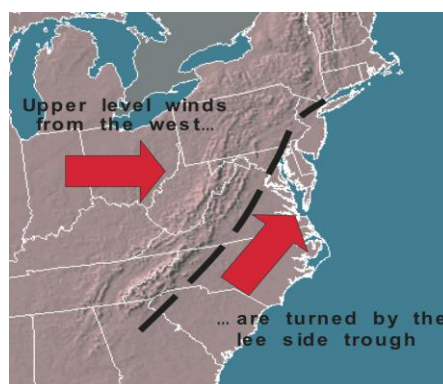 Upper level winds
from the west...
... are turned by the
lee side trough